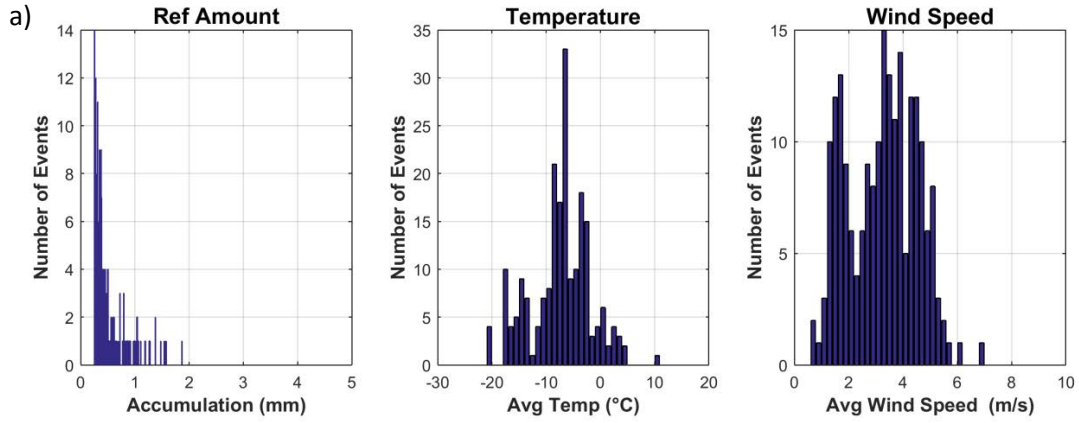 a)
Ref Amount
14
12
10
8
6
4
2
0
0 1 2 3 4 5
Number of Events
Accumulation (mm)
Temperature
35
30
25
20
15
10
5
0
-30 -20 -10 0 10 20
Number of Events
Avg Temp (°C)
Wind Speed
15
10
5
0
0 2 4 6 8 10
Number of Events
Avg Wind Speed (m/s)